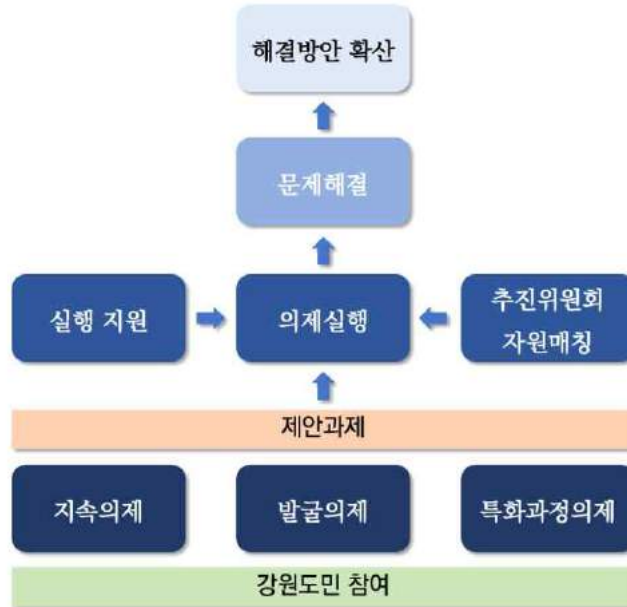 해결방안 확산
문제해결
실행 지원
의제실행
추진위원회
자원매칭
제안과제
지속의제
발굴의제
특화과정의제
강원도민 참여